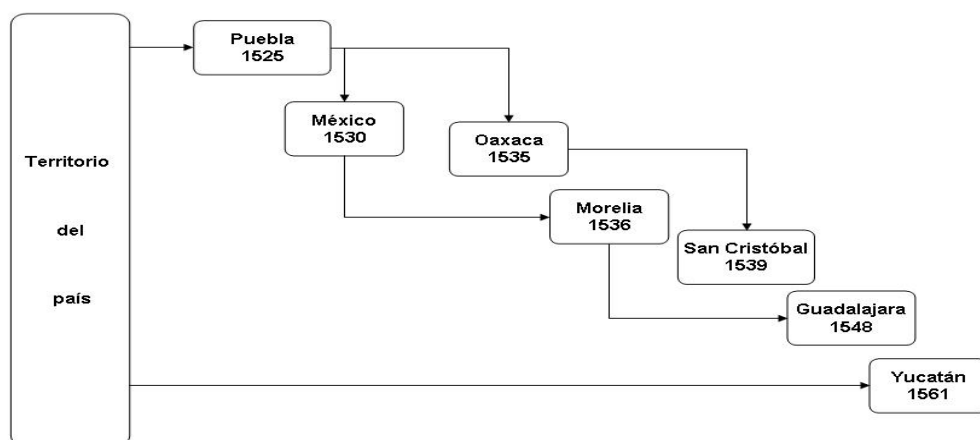 Puebla
1525
México
1530
Oaxaca
1535
Territorio
del
país
Morelia
1536
San Cristóbal
1539
Guadalajara
1548
Yucatán
1561